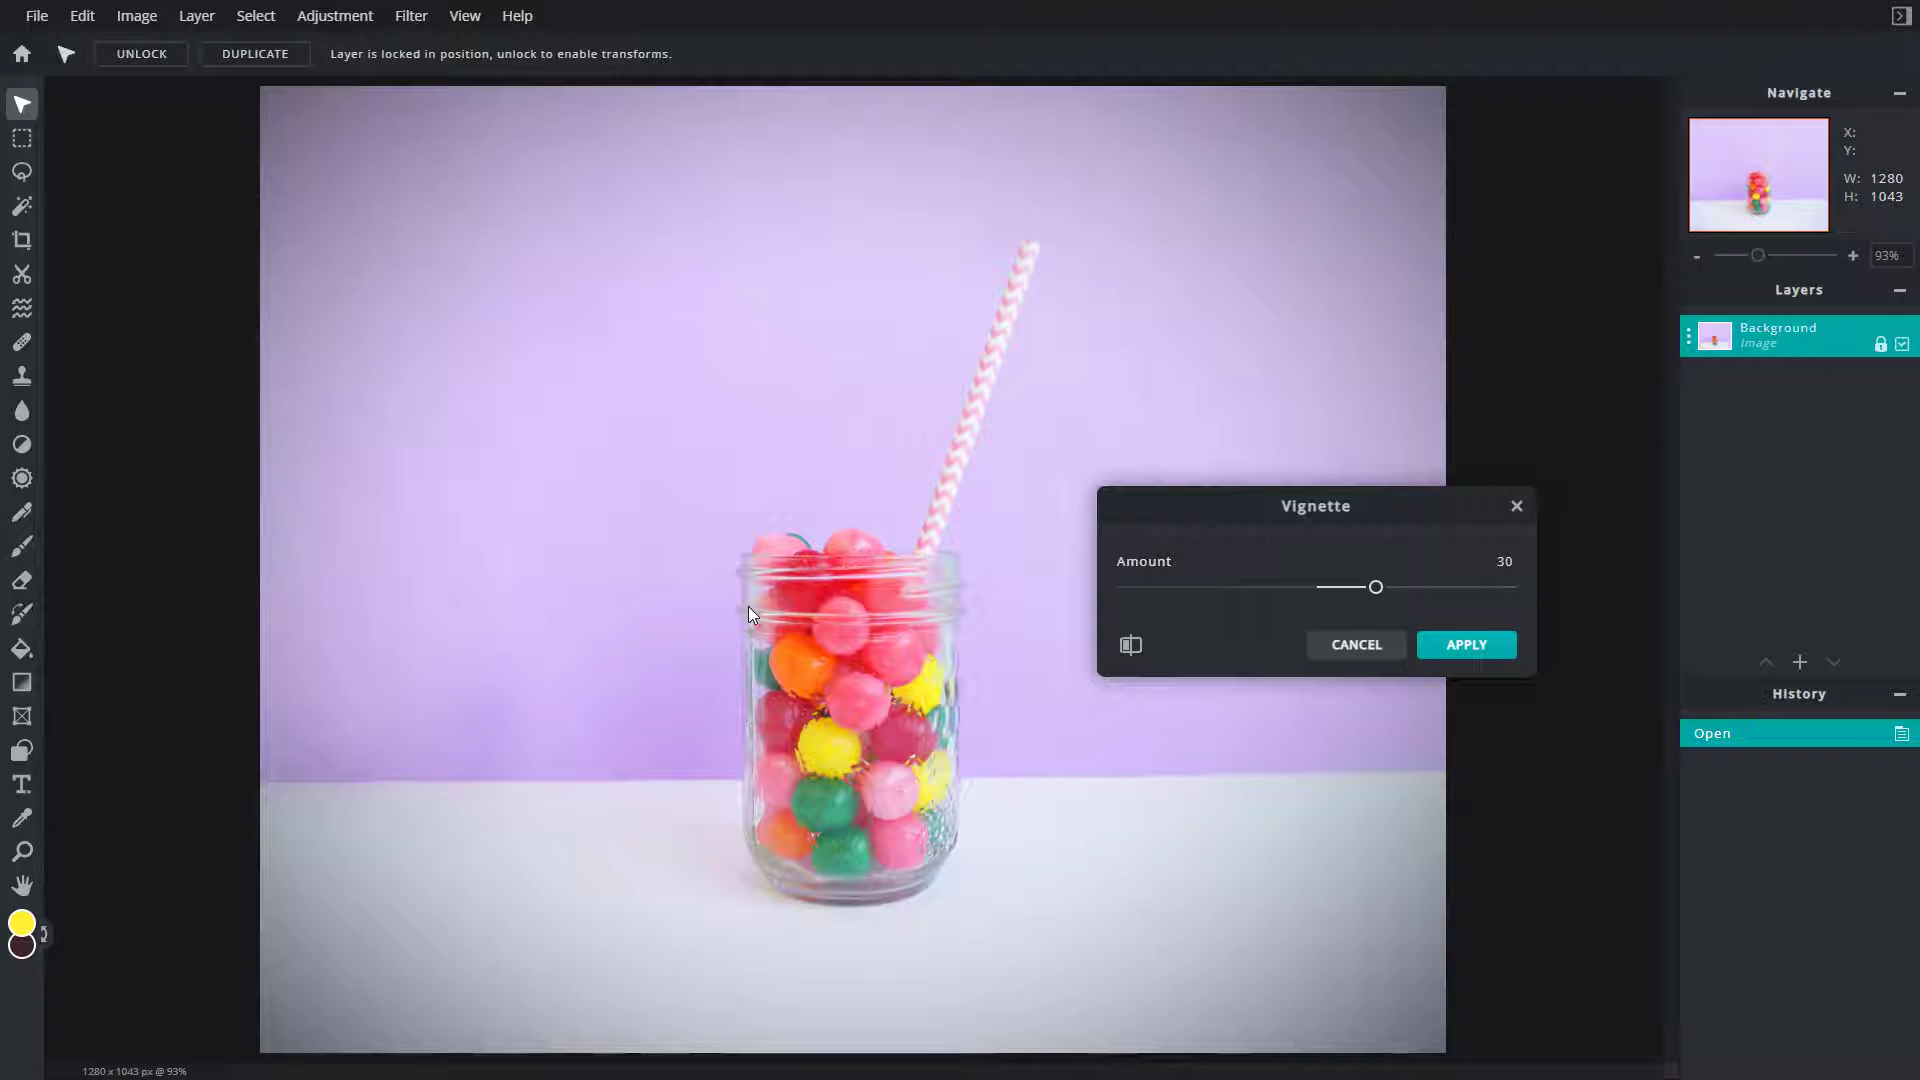 File Edit Image Layer Select Adjustment Filter View Help
UNLOCK DUPLICATE Layer is locked in position, unlock to enable transforms.
Navigate
X:
Y:
W: 1280
H: 1043
- + 93%
Layers
Background
Image
Vignette
Amount 30
CANCEL APPLY
History
Open
1280 x 1043 px @ 93%